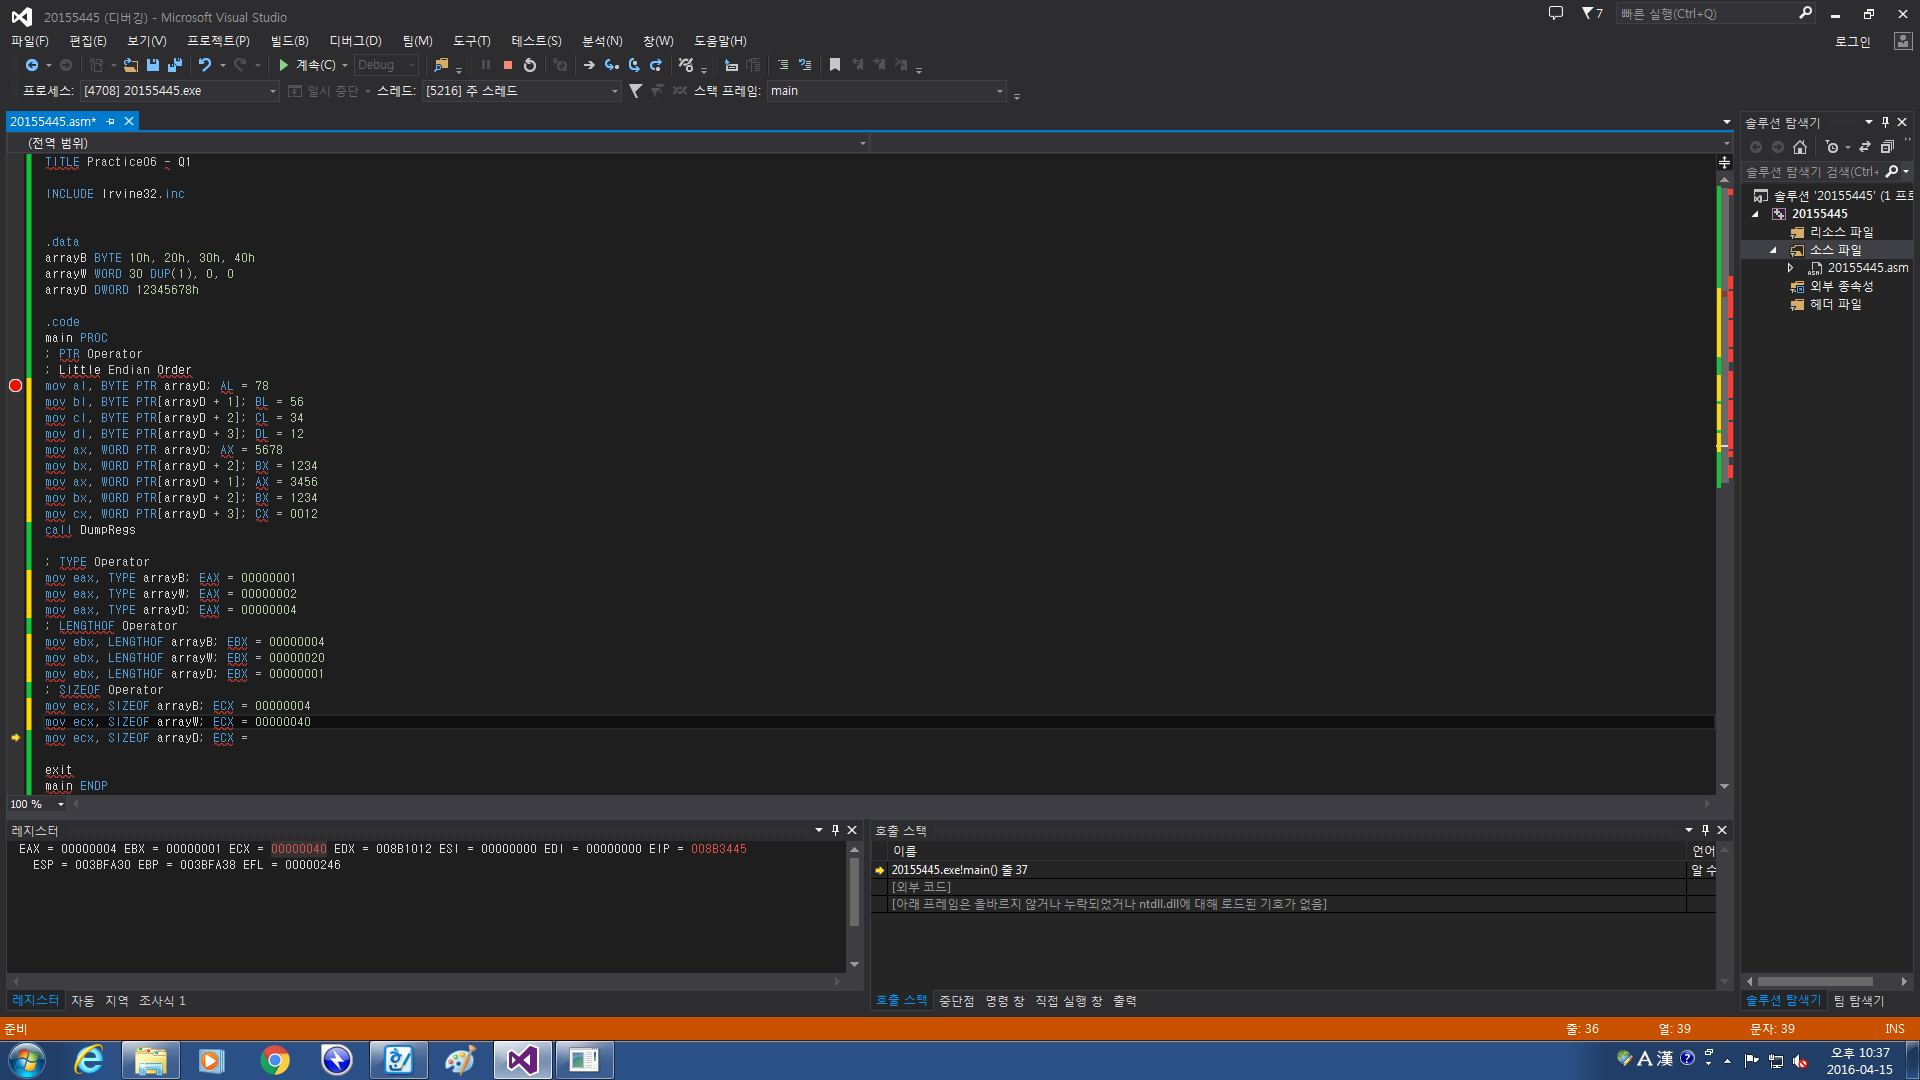 20155445 (디버깅) - Microsoft Visual Studio
7
빠른 실행(Ctrl+Q)
파일(F) 편집(E) 보기(V) 프로젝트(P) 빌드(B) 디버그(D) 팀(M) 도구(T) 테스트(S) 분석(N) 창(W) 도움말(H)
로그인
계속(C) Debug
프로세스: [4708] 20155445.exe 일시 중단 스레드: [5216] 주 스레드 스택 프레임: main
20155445.asm*
(전역 범위)
TITLE Practice06 - Q1
INCLUDE Irvine32.inc
.data
arrayB BYTE 10h, 20h, 30h, 40h
arrayW WORD 30 DUP(1), 0, 0
arrayD DWORD 12345678h
.code
main PROC
; PTR Operator
; Little Endian Order
mov al, BYTE PTR arrayD; AL = 78
mov bl, BYTE PTR[arrayD + 1]; BL = 56
mov cl, BYTE PTR[arrayD + 2]; CL = 34
mov dl, BYTE PTR[arrayD + 3]; DL = 12
mov ax, WORD PTR arrayD; AX = 5678
mov bx, WORD PTR[arrayD + 2]; BX = 1234
mov ax, WORD PTR[arrayD + 1]; AX = 3456
mov bx, WORD PTR[arrayD + 2]; BX = 1234
mov cx, WORD PTR[arrayD + 3]; CX = 0012
call DumpRegs
; TYPE Operator
mov eax, TYPE arrayB; EAX = 00000001
mov eax, TYPE arrayW; EAX = 00000002
mov eax, TYPE arrayD; EAX = 00000004
; LENGTHOF Operator
mov ebx, LENGTHOF arrayB; EBX = 00000004
mov ebx, LENGTHOF arrayW; EBX = 00000020
mov ebx, LENGTHOF arrayD; EBX = 00000001
; SIZEOF Operator
mov ecx, SIZEOF arrayB; ECX = 00000004
mov ecx, SIZEOF arrayW; ECX = 00000040
mov ecx, SIZEOF arrayD; ECX =
exit
main ENDP
100 %
레지스터
EAX = 00000004 EBX = 00000001 ECX = 00000040 EDX = 008B1012 ESI = 00000000 EDI = 00000000 EIP = 008B3445
ESP = 003BFA30 EBP = 003BFA38 EFL = 00000246
레지스터 자동 지역 조사식 1
호출 스택
이름 언어
20155445.exe!main() 줄 37 알 수
[외부 코드]
[아래 프레임은 올바르지 않거나 누락되었거나 ntdll.dll에 대해 로드된 기호가 없음]
호출 스택 중단점 명령 창 직접 실행 창 출력
솔루션 탐색기
솔루션 탐색기 검색(Ctrl+
솔루션 '20155445' (1 프로
20155445
리소스 파일
소스 파일
20155445.asm
외부 종속성
헤더 파일
솔루션 탐색기 팀 탐색기
준비 줄: 36 열: 39 문자: 39 INS
A 漢
오후 10:37
2016-04-15